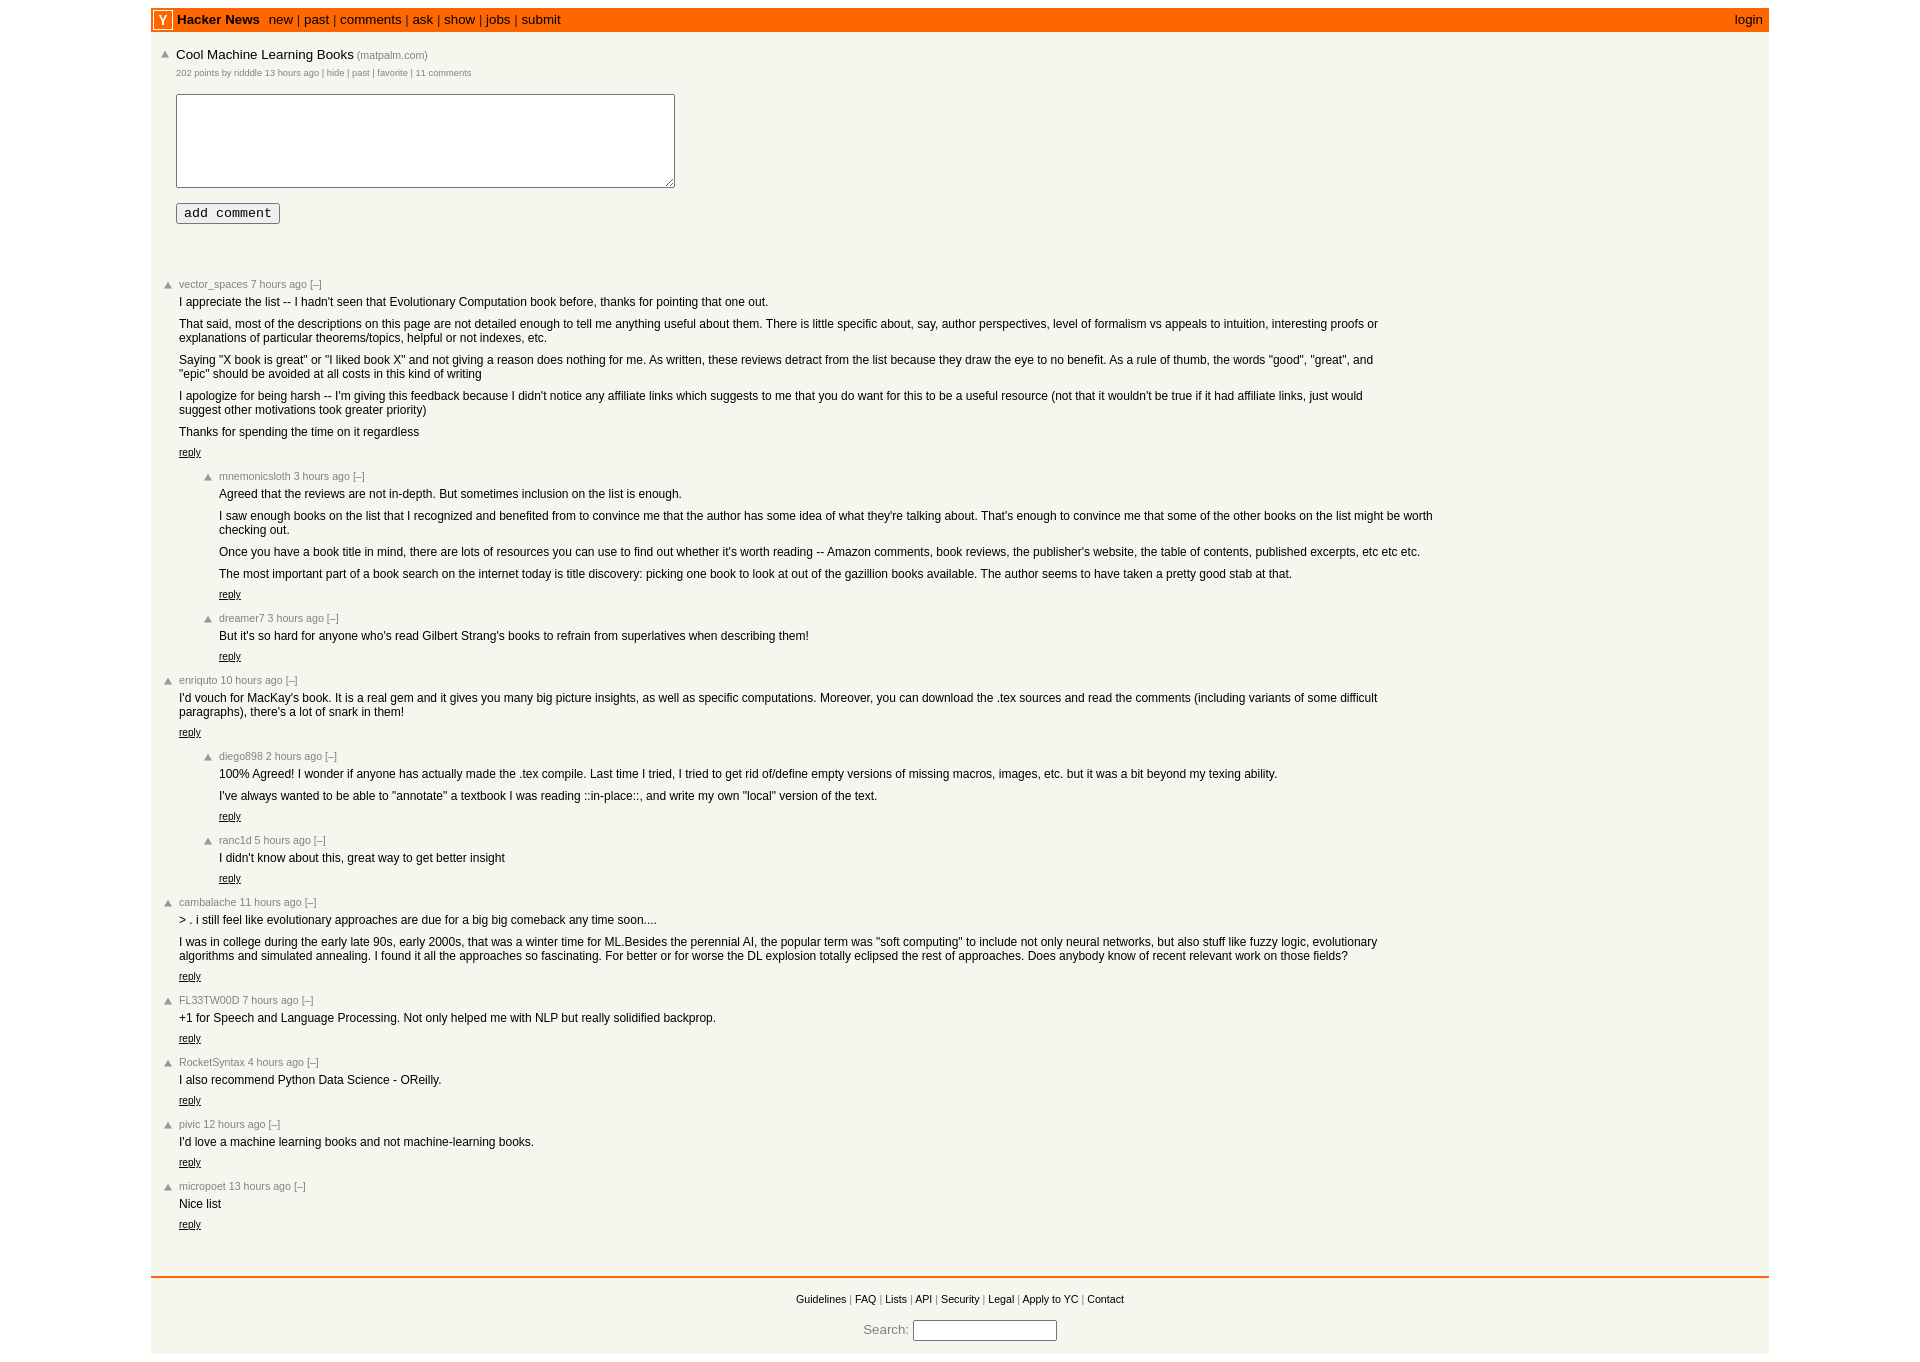 Y Hacker News new | past | comments | ask | show | jobs | submit login
Cool Machine Learning Books (matpalm.com)
202 points by ridddle 13 hours ago | hide | past | favorite | 11 comments
add comment
vector_spaces 7 hours ago [–]
I appreciate the list -- I hadn't seen that Evolutionary Computation book before, thanks for pointing that one out.
That said, most of the descriptions on this page are not detailed enough to tell me anything useful about them. There is little specific about, say, author perspectives, level of formalism vs appeals to intuition, interesting proofs or
explanations of particular theorems/topics, helpful or not indexes, etc.
Saying "X book is great" or "I liked book X" and not giving a reason does nothing for me. As written, these reviews detract from the list because they draw the eye to no benefit. As a rule of thumb, the words "good", "great", and
"epic" should be avoided at all costs in this kind of writing
I apologize for being harsh -- I'm giving this feedback because I didn't notice any affiliate links which suggests to me that you do want for this to be a useful resource (not that it wouldn't be true if it had affiliate links, just would
suggest other motivations took greater priority)
Thanks for spending the time on it regardless
reply
mnemonicsloth 3 hours ago [–]
Agreed that the reviews are not in-depth. But sometimes inclusion on the list is enough.
I saw enough books on the list that I recognized and benefited from to convince me that the author has some idea of what they're talking about. That's enough to convince me that some of the other books on the list might be worth
checking out.
Once you have a book title in mind, there are lots of resources you can use to find out whether it's worth reading -- Amazon comments, book reviews, the publisher's website, the table of contents, published excerpts, etc etc etc.
The most important part of a book search on the internet today is title discovery: picking one book to look at out of the gazillion books available. The author seems to have taken a pretty good stab at that.
reply
dreamer7 3 hours ago [–]
But it's so hard for anyone who's read Gilbert Strang's books to refrain from superlatives when describing them!
reply
enriquto 10 hours ago [–]
I'd vouch for MacKay's book. It is a real gem and it gives you many big picture insights, as well as specific computations. Moreover, you can download the .tex sources and read the comments (including variants of some difficult
paragraphs), there's a lot of snark in them!
reply
diego898 2 hours ago [–]
100% Agreed! I wonder if anyone has actually made the .tex compile. Last time I tried, I tried to get rid of/define empty versions of missing macros, images, etc. but it was a bit beyond my texing ability.
I've always wanted to be able to "annotate" a textbook I was reading ::in-place::, and write my own "local" version of the text.
reply
ranc1d 5 hours ago [–]
I didn't know about this, great way to get better insight
reply
cambalache 11 hours ago [–]
> . i still feel like evolutionary approaches are due for a big big comeback any time soon....
I was in college during the early late 90s, early 2000s, that was a winter time for ML.Besides the perennial AI, the popular term was "soft computing" to include not only neural networks, but also stuff like fuzzy logic, evolutionary
algorithms and simulated annealing. I found it all the approaches so fascinating. For better or for worse the DL explosion totally eclipsed the rest of approaches. Does anybody know of recent relevant work on those fields?
reply
FL33TW00D 7 hours ago [–]
+1 for Speech and Language Processing. Not only helped me with NLP but really solidified backprop.
reply
RocketSyntax 4 hours ago [–]
I also recommend Python Data Science - OReilly.
reply
pivic 12 hours ago [–]
I'd love a machine learning books and not machine-learning books.
reply
micropoet 13 hours ago [–]
Nice list
reply
Guidelines | FAQ | Lists | API | Security | Legal | Apply to YC | Contact
Search: